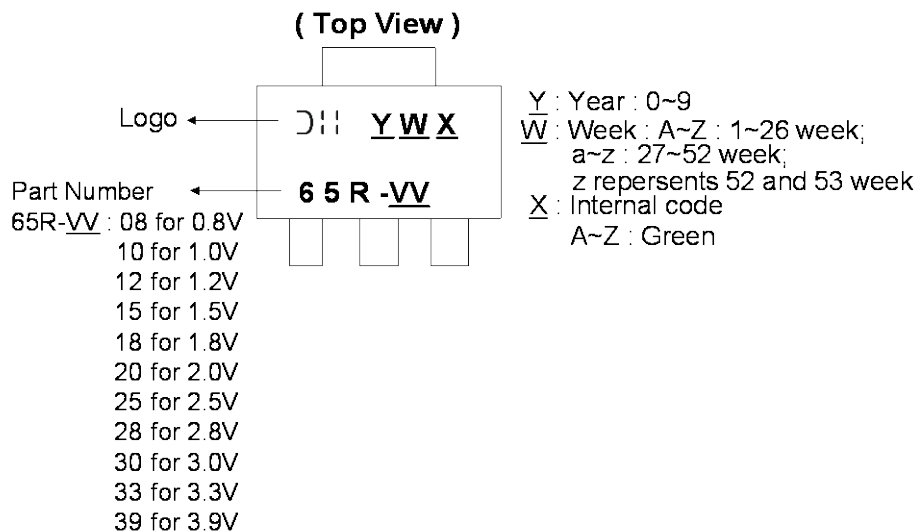 ( Top View )
Logo
YWX
Y : Year : 0~9
W : Week : A~Z : 1~26 week;
a~z : 27~52 week;
z repersents 52 and 53 week
X : Internal code
A~Z : Green
Part Number
65R-VV
65R-VV : 08 for 0.8V
10 for 1.0V
12 for 1.2V
15 for 1.5V
18 for 1.8V
20 for 2.0V
25 for 2.5V
28 for 2.8V
30 for 3.0V
33 for 3.3V
39 for 3.9V